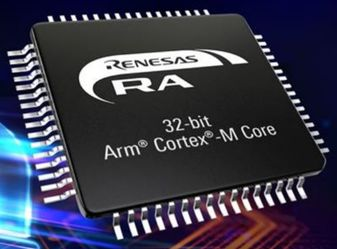 RENESAS
RA
32-bit
Arm® Cortex®-M Core